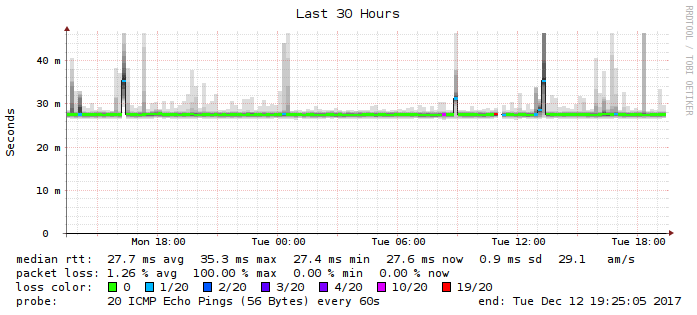 Last 30 Hours
RRDTOOL / TOBI OETIKER
Seconds
40 m
30 m
20 m
10 m
0
Mon 18:00 Tue 00:00 Tue 06:00 Tue 12:00 Tue 18:00
median rtt: 27.7 ms avg 35.3 ms max 27.4 ms min 27.6 ms now 0.9 ms sd 29.1 am/s
packet loss: 1.26 % avg 100.00 % max 0.00 % min 0.00 % now
loss color: 0 1/20 2/20 3/20 4/20 10/20 19/20
probe: 20 ICMP Echo Pings (56 Bytes) every 60s end: Tue Dec 12 19:25:05 2017